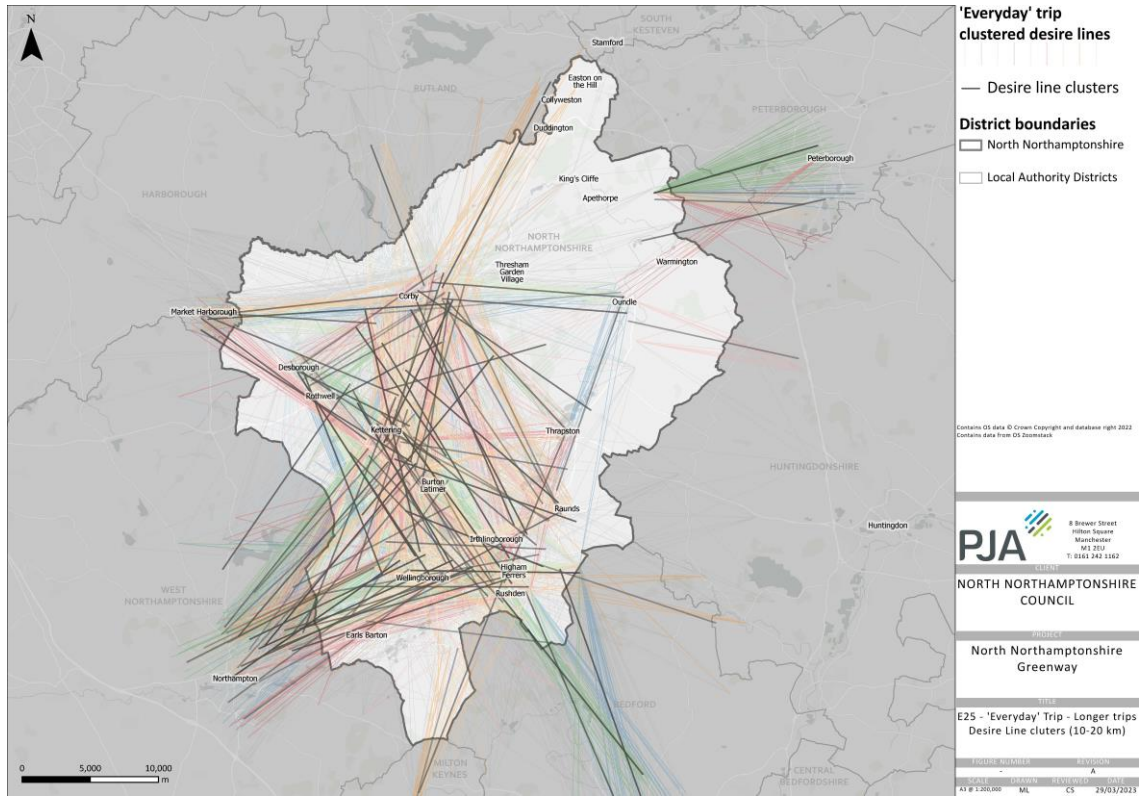 N
SOUTH
KESTEVEN
Stamford
Easton on
the Hill
RUTLAND
Collyweston
PETERBOROUGH
Duddington
Peterborough
King's Cliffe
HARBOROUGH
Apethorpe
NORTH
NORTHAMPTONSHIRE
Warmington
Thresham
Garden
Village
Corby
Oundle
Market Harborough
Desborough
Rothwell
Kettering
Thrapston
HUNTINGDONSHIRE
Burton
Latimer
Raunds
Huntingdon
Irthlingborough
Higham
Ferrers
Wellingborough
Rushden
WEST
NORTHAMPTONSHIRE
Earls Barton
Northampton
BEDFORD
MILTON
KEYNES
CENTRAL
BEDFORDSHIRE
0 5,000 10,000
m
'Everyday' trip
clustered desire lines
Desire line clusters
District boundaries
North Northamptonshire
Local Authority Districts
Contains OS data © Crown Copyright and database right 2022
Contains data from OS Zoomstack
PJA
8 Brewer Street
Hilton Square
Manchester
M1 2EU
T: 0161 242 1162
CLIENT
NORTH NORTHAMPTONSHIRE
COUNCIL
PROJECT
North Northamptonshire
Greenway
TITLE
E25 - 'Everyday' Trip - Longer trips
Desire Line cluters (10-20 km)
FIGURE NUMBER REVISION
- A
SCALE DRAWN REVIEWED DATE
A3 @ 1:200,000 ML CS 29/03/2023